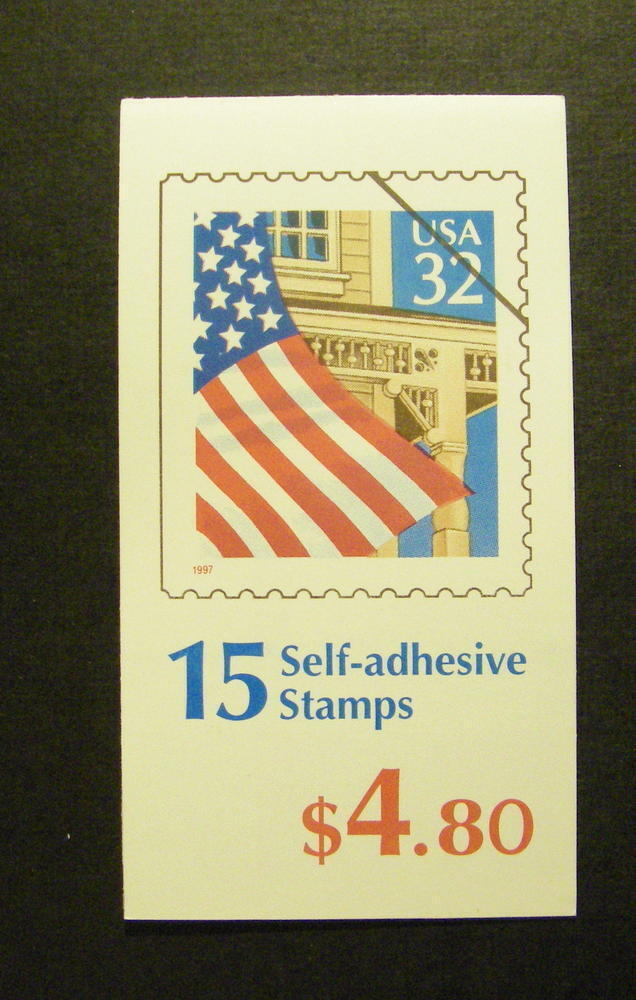 USA
32
1997
15 Self-adhesive
Stamps
$4.80